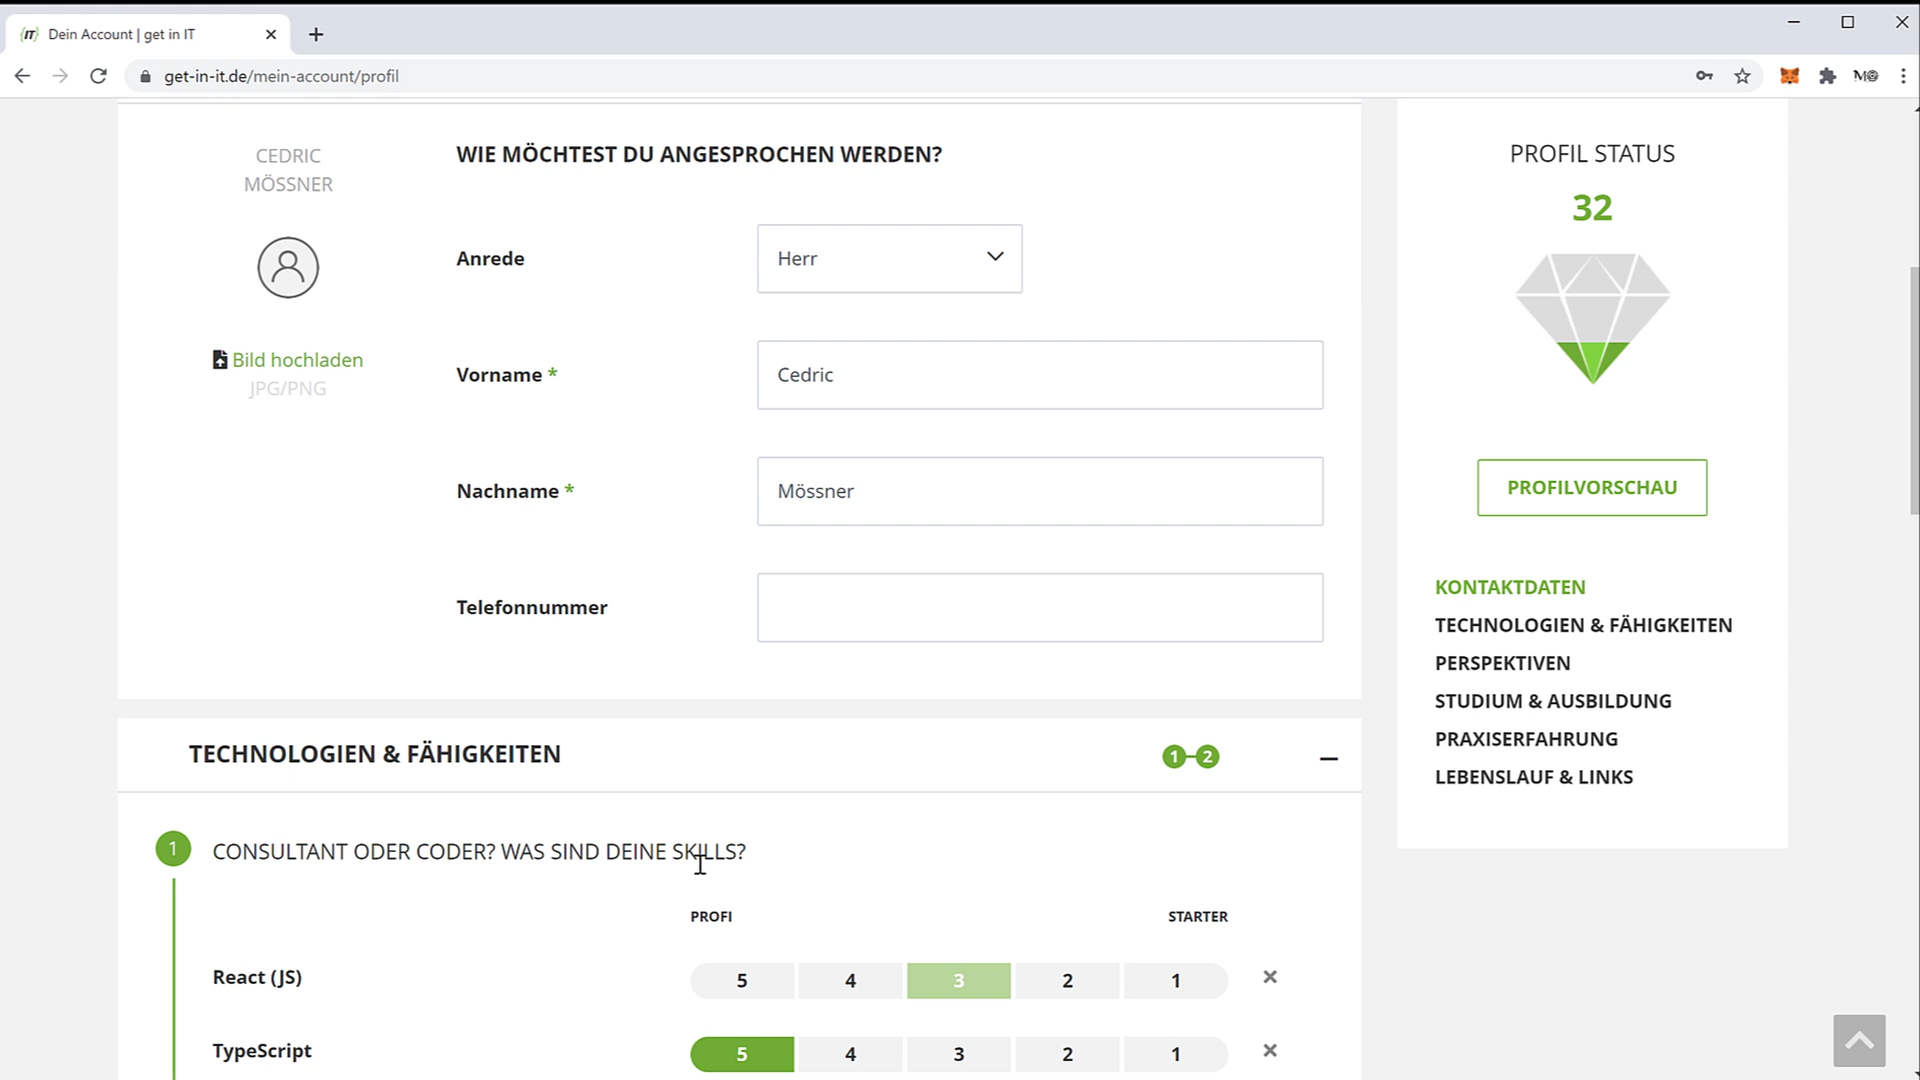 {IT} Dein Account | get in IT
get-in-it.de/mein-account/profil
CEDRIC
MÖSSNER
Bild hochladen
JPG/PNG
WIE MÖCHTEST DU ANGESPROCHEN WERDEN?
Anrede
Herr
Vorname *
Cedric
Nachname *
Mössner
Telefonnummer
TECHNOLOGIEN & FÄHIGKEITEN
1 2
1 CONSULTANT ODER CODER? WAS SIND DEINE SKILLS?
PROFI STARTER
React (JS) 5 4 3 2 1
TypeScript 5 4 3 2 1
PROFIL STATUS
32
PROFILVORSCHAU
KONTAKTDATEN
TECHNOLOGIEN & FÄHIGKEITEN
PERSPEKTIVEN
STUDIUM & AUSBILDUNG
PRAXISERFAHRUNG
LEBENSLAUF & LINKS